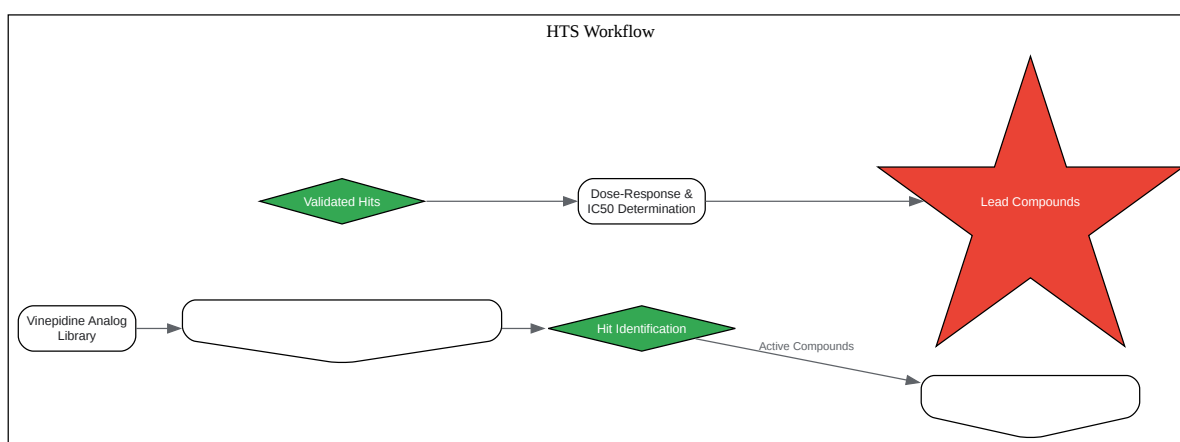 HTS Workflow
Validated Hits
Dose-Response &
IC50 Determination
Lead Compounds
Vinepidine Analog
Library
Hit Identification
Active Compounds